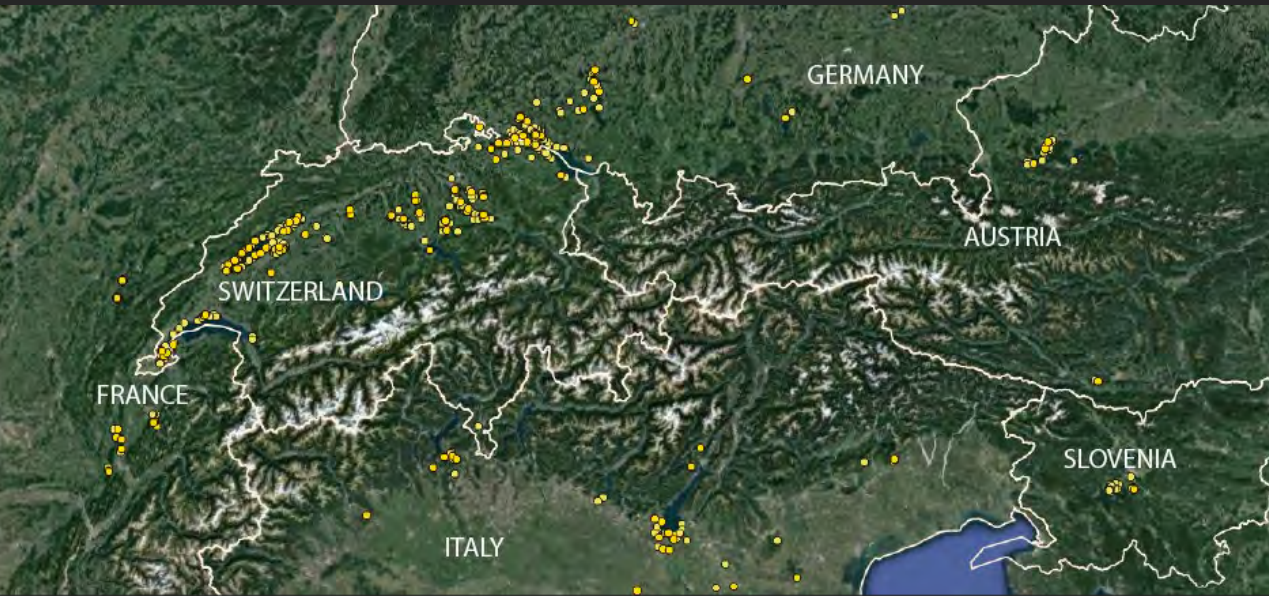 GERMANY
AUSTRIA
SWITZERLAND
FRANCE
SLOVENIA
ITALY